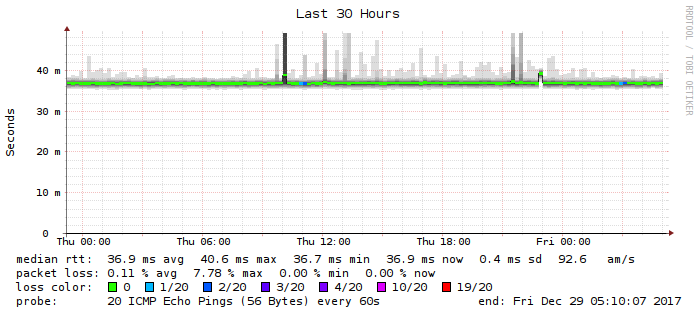 Last 30 Hours
RRDTOOL / TOBI OETIKER
Seconds
40 m
30 m
20 m
10 m
0
Thu 00:00 Thu 06:00 Thu 12:00 Thu 18:00 Fri 00:00
median rtt: 36.9 ms avg 40.6 ms max 36.7 ms min 36.9 ms now 0.4 ms sd 92.6 am/s
packet loss: 0.11 % avg 7.78 % max 0.00 % min 0.00 % now
loss color: 0 1/20 2/20 3/20 4/20 10/20 19/20
probe: 20 ICMP Echo Pings (56 Bytes) every 60s end: Fri Dec 29 05:10:07 2017